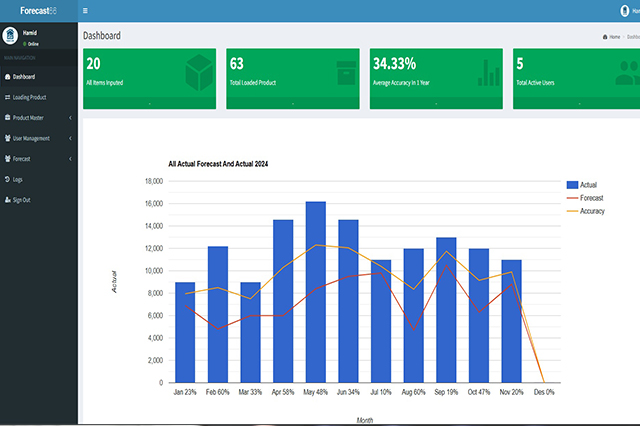 Forecast86
Ham
Hamid
Online
MAIN NAVIGATION
Dashboard
Loading Product
Product Master
User Management
Forecast
Logs
Sign Out
Dashboard
Home > Dashbo
20
All Items Inputed
63
Total Loaded Product
34.33%
Average Accuracy In 1 Year
5
Total Active Users
All Actual Forecast And Actual 2024
18,000
16,000
14,000
12,000
10,000
8,000
6,000
4,000
2,000
0
Actual
Actual
Forecast
Accuracy
Jan 23% Feb 60% Mar 33% Apr 58% May 48% Jun 34% Jul 10% Aug 60% Sep 19% Oct 47% Nov 20% Des 0%
Month